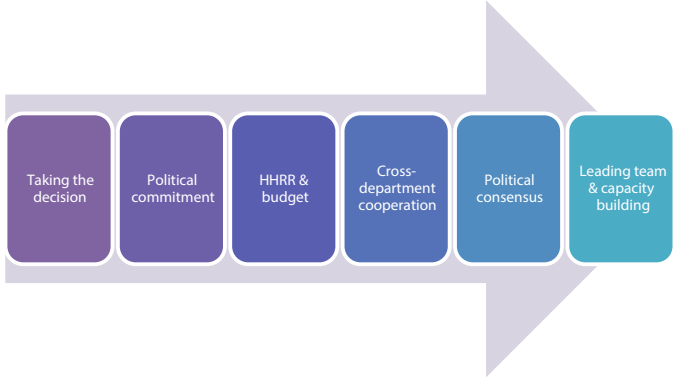 Taking the
decision
Political
commitment
HHRR &
budget
Cross-
department
cooperation
Political
consensus
Leading team
& capacity
building